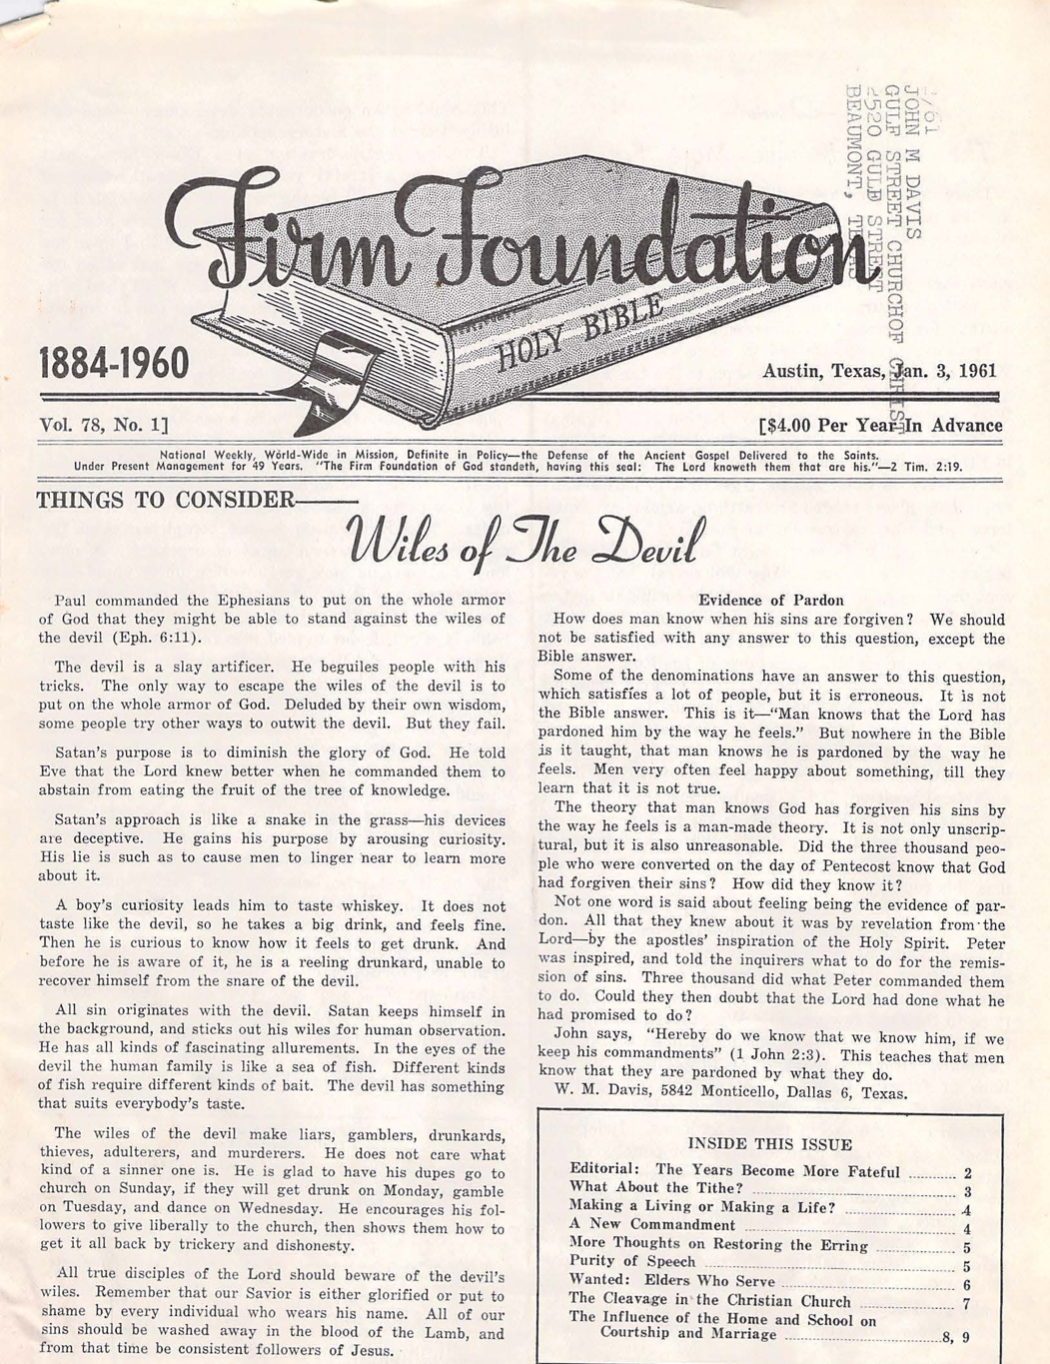 1/61
JOHN M DAVIS
GULF STREET CHURCHOF CHRIST
2520 GULF STREET
BEAUMONT, TEXAS
Firm Foundation
HOLY BIBLE
1884-1960
Austin, Texas, Jan. 3, 1961
Vol. 78, No. 1]
[$4.00 Per Year In Advance
National Weekly, World-Wide in Mission, Definite in Policy—the Defense of the Ancient Gospel Delivered to the Saints.
Under Present Management for 49 Years. "The Firm Foundation of God standeth, having this seal: The Lord knoweth them that are his."—2 Tim. 2:19.
THINGS TO CONSIDER——
Wiles of The Devil
Paul commanded the Ephesians to put on the whole armor
of God that they might be able to stand against the wiles of
the devil (Eph. 6:11).
The devil is a slay artificer. He beguiles people with his
tricks. The only way to escape the wiles of the devil is to
put on the whole armor of God. Deluded by their own wisdom,
some people try other ways to outwit the devil. But they fail.
Satan's purpose is to diminish the glory of God. He told
Eve that the Lord knew better when he commanded them to
abstain from eating the fruit of the tree of knowledge.
Satan's approach is like a snake in the grass—his devices
are deceptive. He gains his purpose by arousing curiosity.
His lie is such as to cause men to linger near to learn more
about it.
A boy's curiosity leads him to taste whiskey. It does not
taste like the devil, so he takes a big drink, and feels fine.
Then he is curious to know how it feels to get drunk. And
before he is aware of it, he is a reeling drunkard, unable to
recover himself from the snare of the devil.
All sin originates with the devil. Satan keeps himself in
the background, and sticks out his wiles for human observation.
He has all kinds of fascinating allurements. In the eyes of the
devil the human family is like a sea of fish. Different kinds
of fish require different kinds of bait. The devil has something
that suits everybody's taste.
The wiles of the devil make liars, gamblers, drunkards,
thieves, adulterers, and murderers. He does not care what
kind of a sinner one is. He is glad to have his dupes go to
church on Sunday, if they will get drunk on Monday, gamble
on Tuesday, and dance on Wednesday. He encourages his fol-
lowers to give liberally to the church, then shows them how to
get it all back by trickery and dishonesty.
All true disciples of the Lord should beware of the devil's
wiles. Remember that our Savior is either glorified or put to
shame by every individual who wears his name. All of our
sins should be washed away in the blood of the Lamb, and
from that time be consistent followers of Jesus.
Evidence of Pardon
How does man know when his sins are forgiven? We should
not be satisfied with any answer to this question, except the
Bible answer.
Some of the denominations have an answer to this question,
which satisfies a lot of people, but it is erroneous. It is not
the Bible answer. This is it—"Man knows that the Lord has
pardoned him by the way he feels." But nowhere in the Bible
is it taught, that man knows he is pardoned by the way he
feels. Men very often feel happy about something, till they
learn that it is not true.
The theory that man knows God has forgiven his sins by
the way he feels is a man-made theory. It is not only unscrip-
tural, but it is also unreasonable. Did the three thousand peo-
ple who were converted on the day of Pentecost know that God
had forgiven their sins? How did they know it?
Not one word is said about feeling being the evidence of par-
don. All that they knew about it was by revelation from the
Lord—by the apostles' inspiration of the Holy Spirit. Peter
was inspired, and told the inquirers what to do for the remis-
sion of sins. Three thousand did what Peter commanded them
to do. Could they then doubt that the Lord had done what he
had promised to do?
John says, "Hereby do we know that we know him, if we
keep his commandments" (1 John 2:3). This teaches that men
know that they are pardoned by what they do.
W. M. Davis, 5842 Monticello, Dallas 6, Texas.
INSIDE THIS ISSUE
Editorial: The Years Become More Fateful ........... 2
What About the Tithe? ........... 3
Making a Living or Making a Life? ........... 4
A New Commandment ........... 4
More Thoughts on Restoring the Erring ........... 5
Purity of Speech ........... 5
Wanted: Elders Who Serve ........... 6
The Cleavage in the Christian Church ........... 7
The Influence of the Home and School on
Courtship and Marriage ........... 8, 9